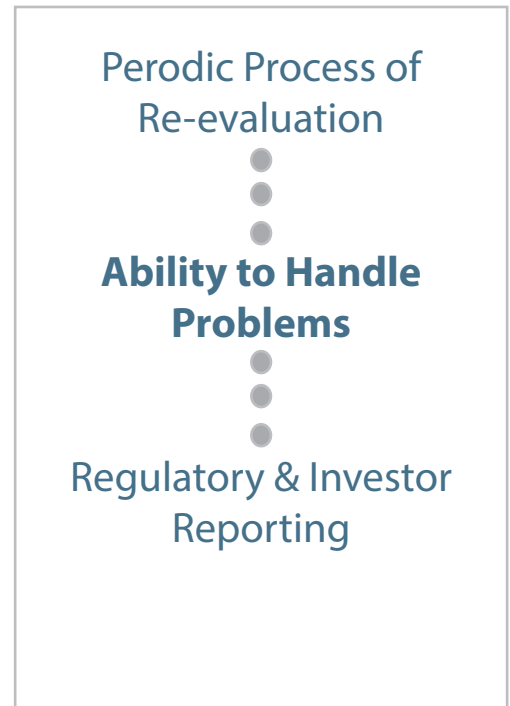 Perodic Process of
Re-evaluation
Ability to Handle
Problems
Regulatory & Investor
Reporting